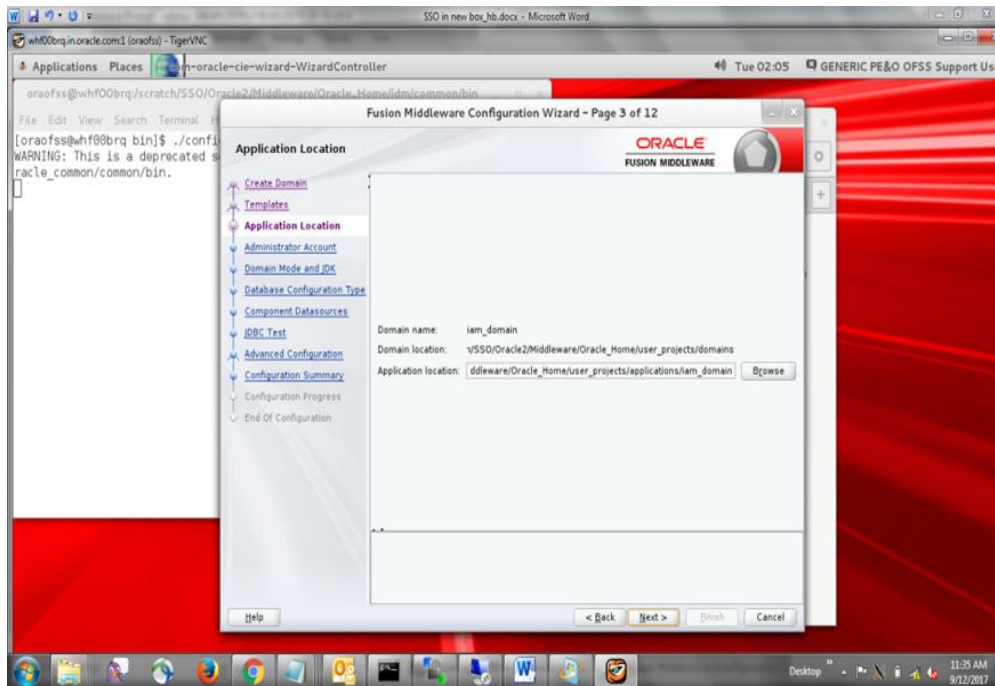 SSO in new box_hb.docx - Microsoft Word
whf00brq.in.oracle.com:1 (oraofss) - TigerVNC
Applications Places -oracle-cie-wizard-WizardController Tue 02:05 GENERIC PE&O OFSS Support Us
oraofss@whf00brq:/scratch/SSO/Oracle2/Middleware/Oracle_Home/idm/common/bin
File Edit View Search Terminal H
[oraofss@whf00brq bin]$ ./confi
WARNING: This is a deprecated s
racle_common/common/bin.
Fusion Middleware Configuration Wizard - Page 3 of 12
Application Location
ORACLE
FUSION MIDDLEWARE
Create Domain
Templates
Application Location
Administrator Account
Domain Mode and JDK
Database Configuration Type
Component Datasources
JDBC Test
Advanced Configuration
Configuration Summary
Configuration Progress
End Of Configuration
Domain name: iam_domain
Domain location: /SSO/Oracle2/Middleware/Oracle_Home/user_projects/domains
Application location: ddleware/Oracle_Home/user_projects/applications/iam_domain Browse
Help < Back Next > Finish Cancel
Desktop
11:35 AM
9/12/2017